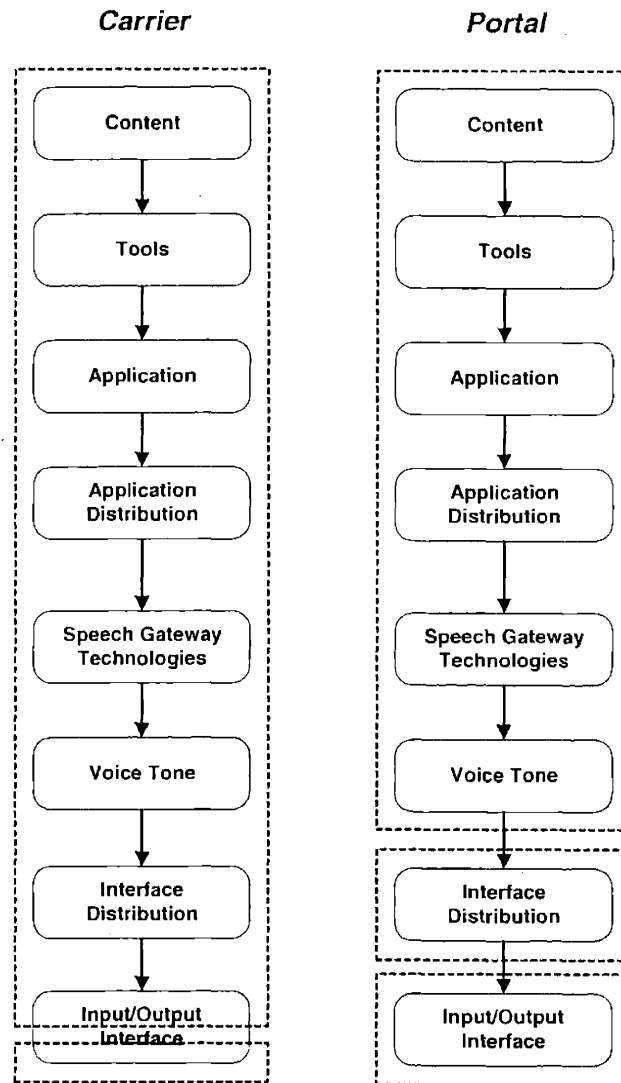 Carrier
Content
Tools
Application
Application
Distribution
Speech Gateway
Technologies
Voice Tone
Interface
Distribution
Input/Output
Interface
Portal
Content
Tools
Application
Application
Distribution
Speech Gateway
Technologies
Voice Tone
Interface
Distribution
Input/Output
Interface